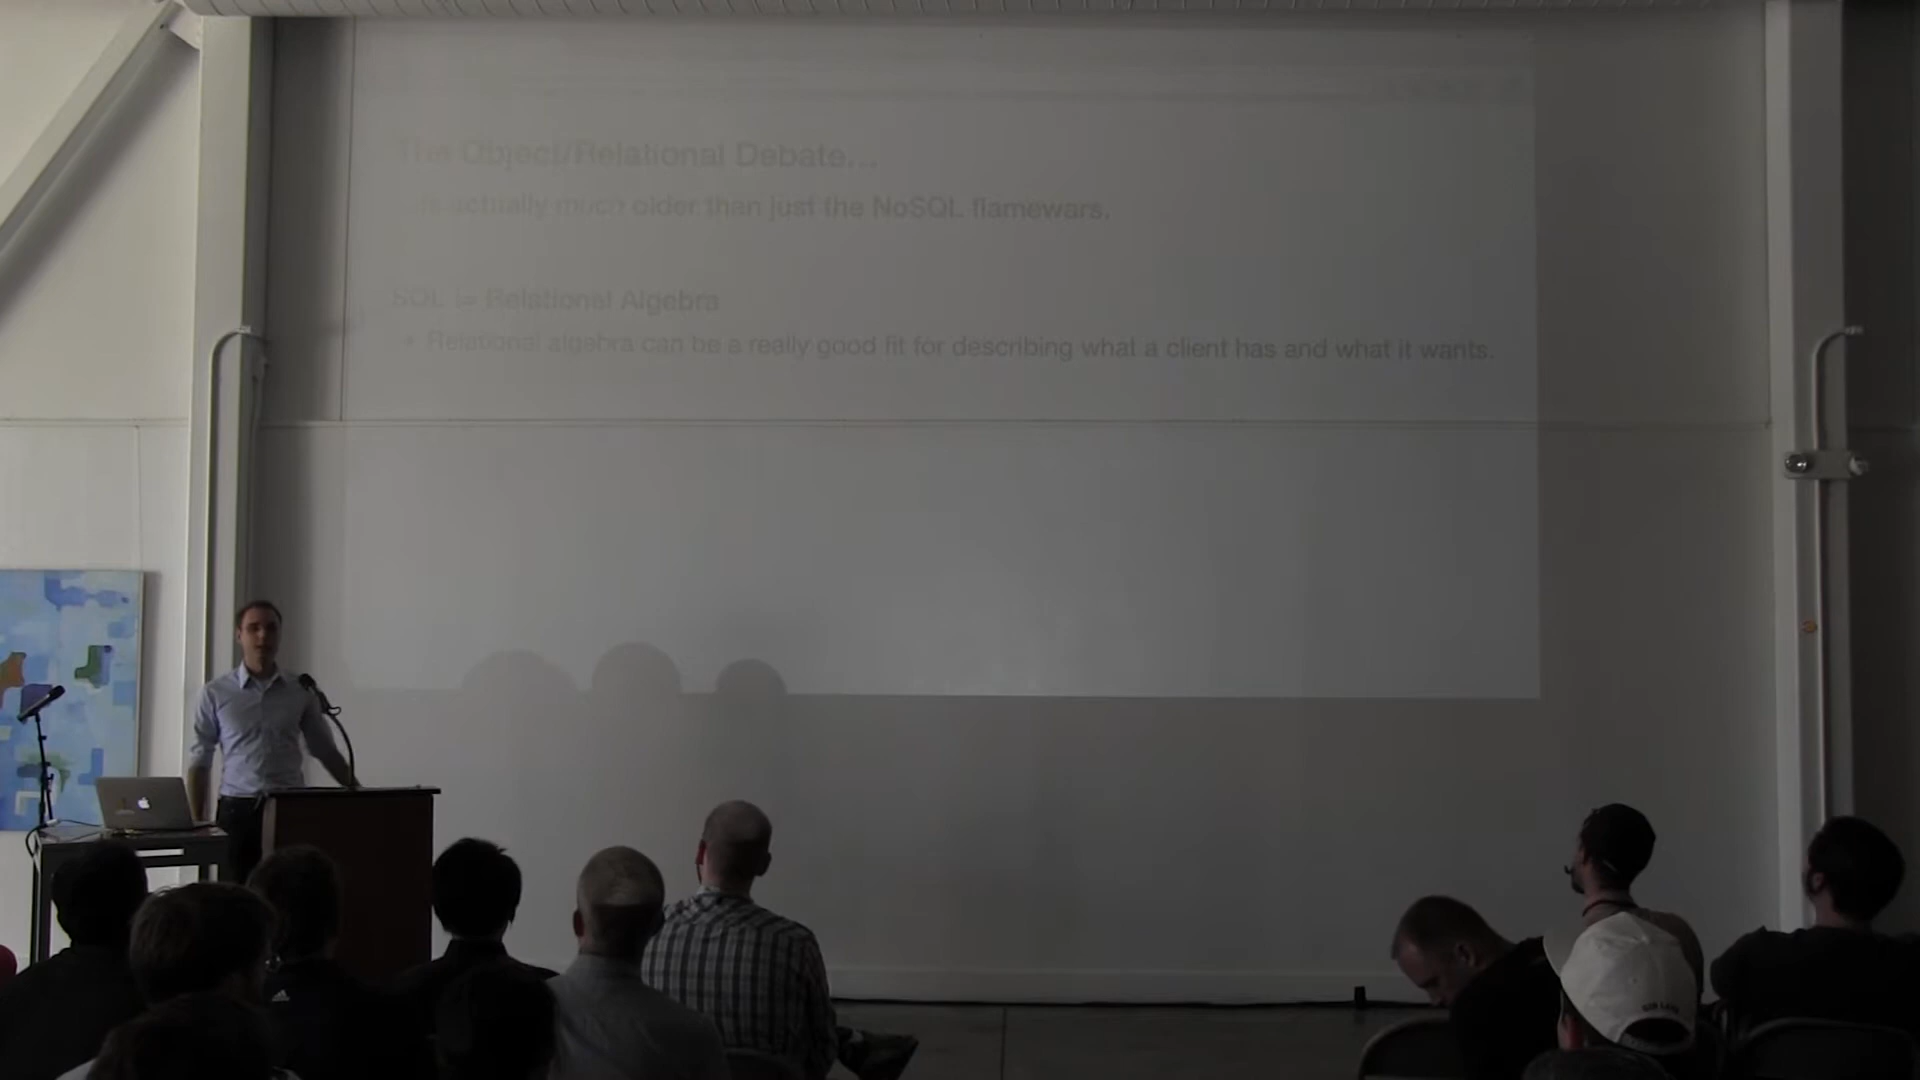 The Object/Relational Debate...
is actually much older than just the NoSQL flamewars.
SQL != Relational Algebra
• Relational algebra can be a really good fit for describing what a client has and what it wants.